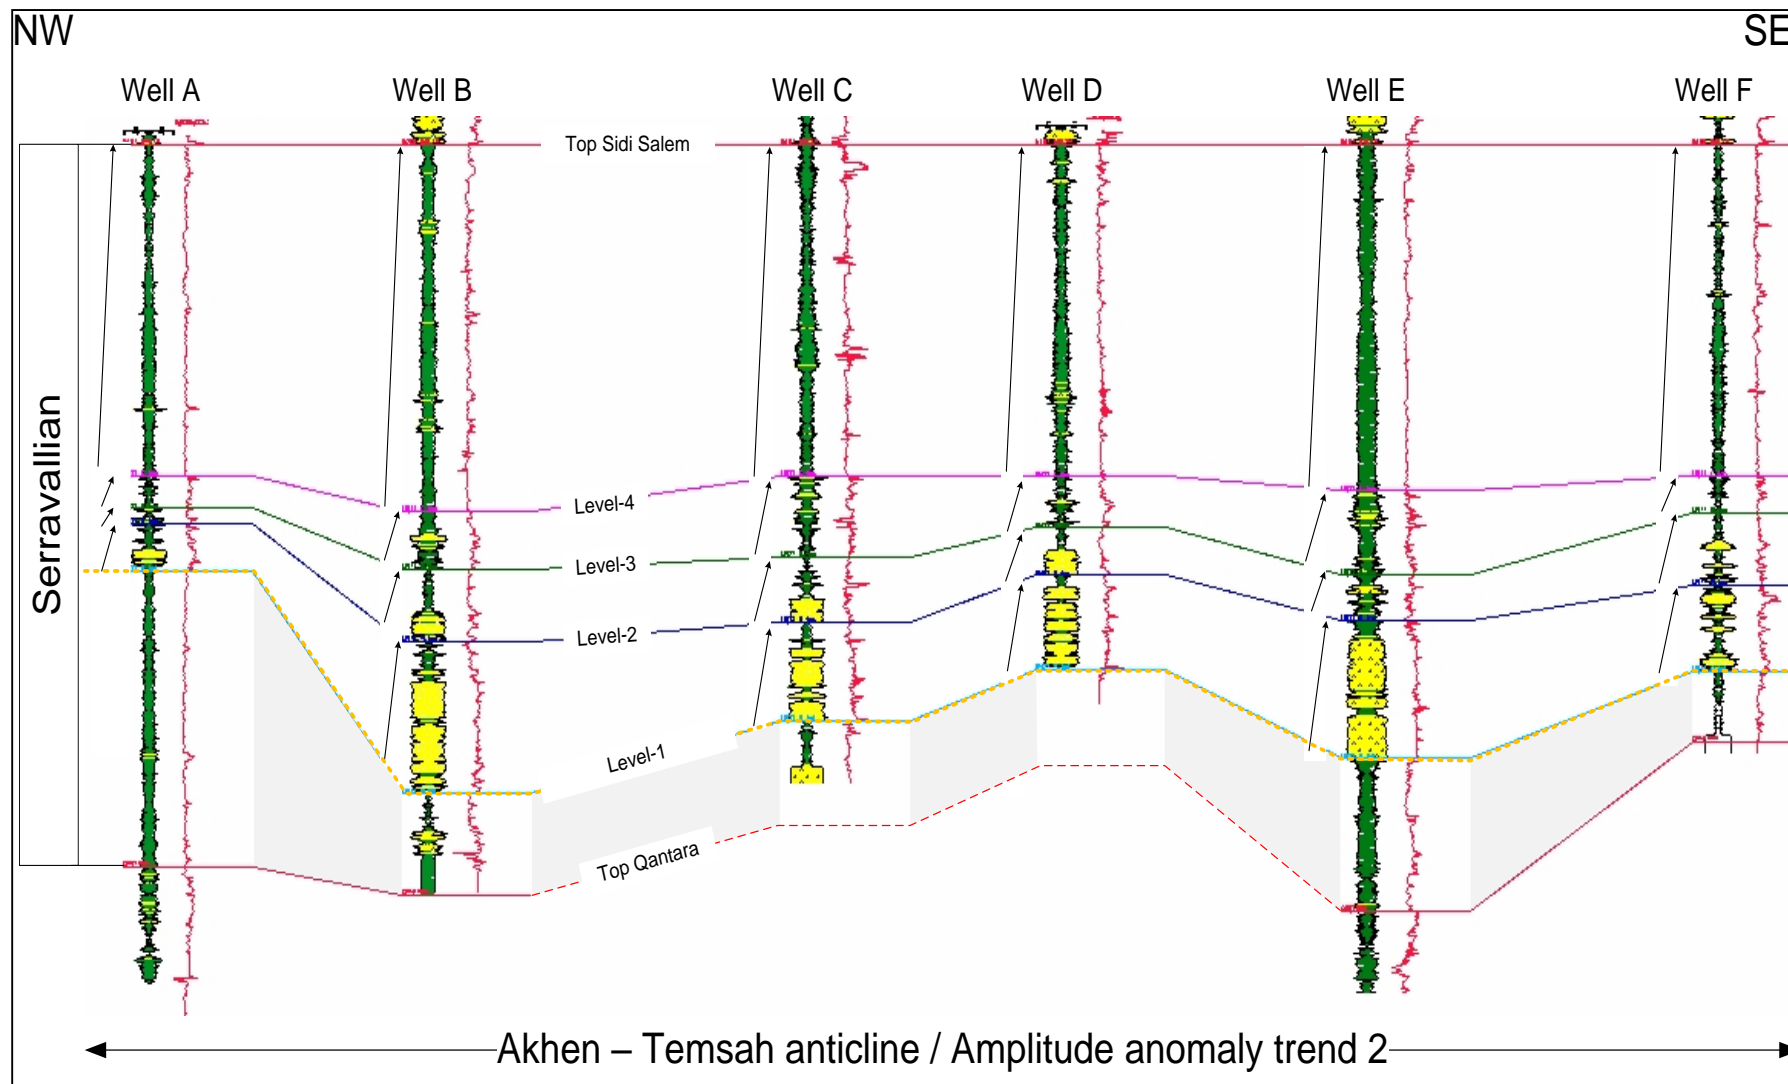 NW
SE
Well A
Well B
Well C
Well D
Well E
Well F
Top Sidi Salem
Serravallian
Level-4
Level-3
Level-2
Level-1
Top Qantara
Akhen – Temsah anticline / Amplitude anomaly trend 2